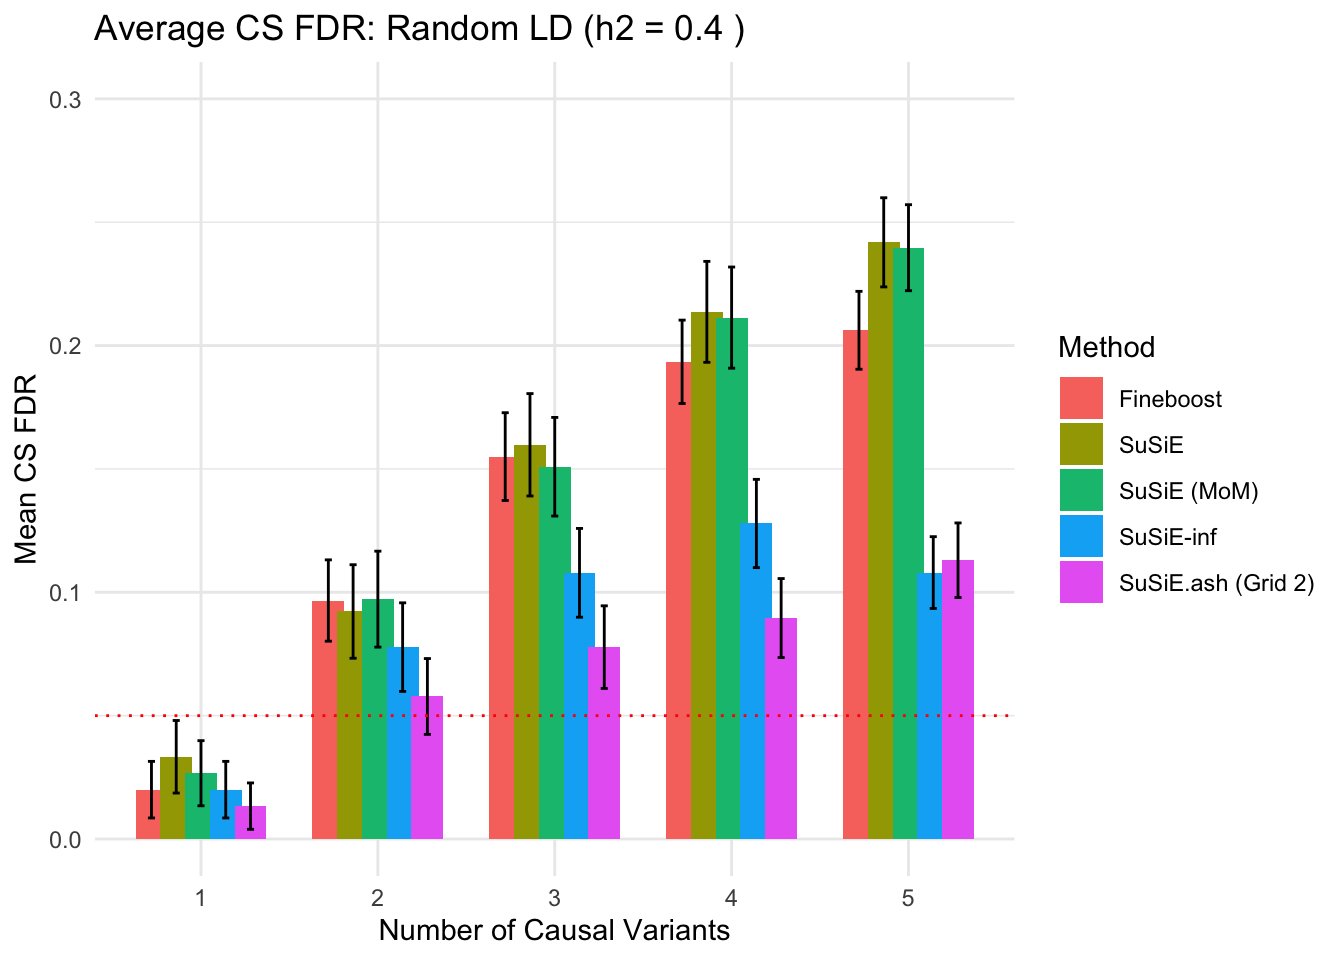 Average CS FDR: Random LD (h2 = 0.4 )
Mean CS FDR
0.3
0.2
0.1
0.0
1 2 3 4 5
Number of Causal Variants
Method
Fineboost
SuSiE
SuSiE (MoM)
SuSiE-inf
SuSiE.ash (Grid 2)